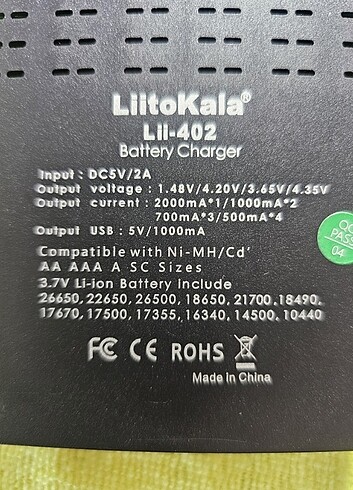 LiitoKala®
Lii-402
Battery Charger
Input : DC5V/2A
Output voltage : 1.48V/4.20V/3.65V/4.35V
Output current : 2000mA*1/1000mA*2
700mA*3/500mA*4
Output USB : 5V/1000mA
QC
PASS
04
Compatible with Ni-MH/Cd'
AA AAA A SC Sizes
3.7V Li-ion Battery Include
26650, 22650, 26500, 18650, 21700, 18490,
17670, 17500, 17355, 16340, 14500, 10440
FC CE ROHS
Made In China